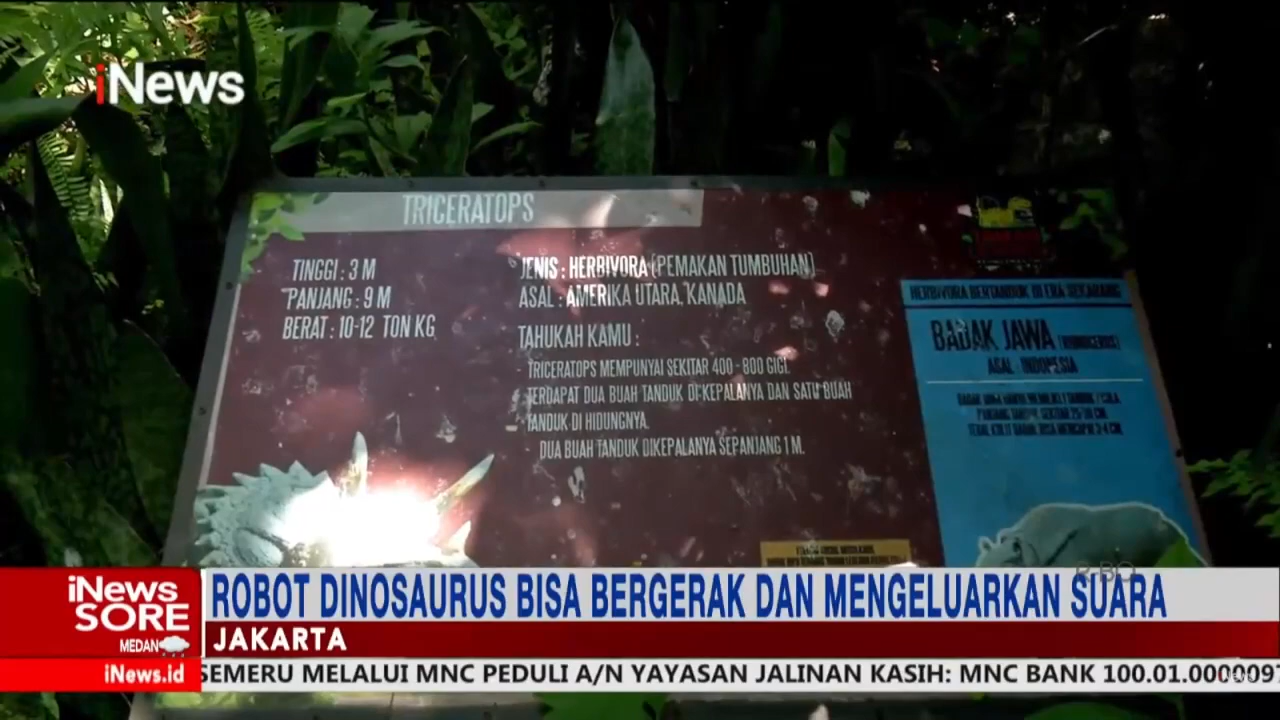 iNews
TRICERATOPS
TINGGI : 3 M
PANJANG : 9 M
BERAT : 10-12 TON KG
JENIS : HERBIVORA (PEMAKAN TUMBUHAN)
ASAL : AMERIKA UTARA, KANADA
TAHUKAH KAMU :
- TRICERATOPS MEMPUNYAI SEKITAR 400 - 800 GIGI.
- TERDAPAT DUA BUAH TANDUK DI KEPALANYA DAN SATU BUAH
- TANDUK DI HIDUNGNYA.
DUA BUAH TANDUK DIKEPALANYA SEPANJANG 1 M.
HERBIVORA BERTANDUK DI ERA SEKARANG
BADAK JAWA
ASAL : INDONESIA
iNews
SORE
MEDAN
iNews.id
ROBOT DINOSAURUS BISA BERGERAK DAN MENGELUARKAN SUARA
JAKARTA
SEMERU MELALUI MNC PEDULI A/N YAYASAN JALINAN KASIH: MNC BANK 100.01.0000097